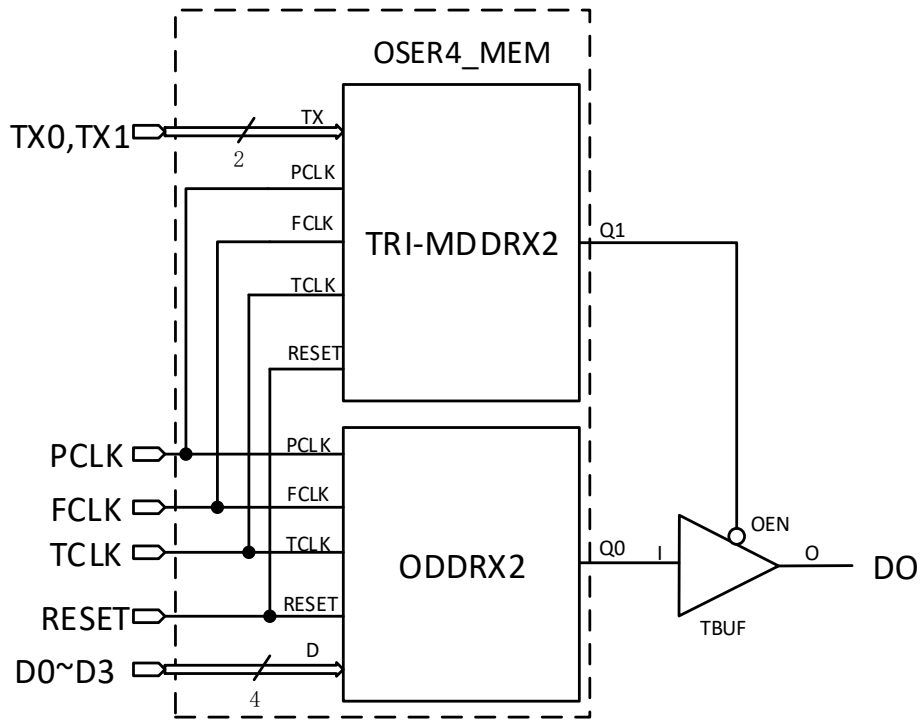 OSER4_MEM
TX0,TX1
2
TX
PCLK
FCLK
TCLK
RESET
TRI-MDDRX2
Q1
PCLK
FCLK
TCLK
RESET
D0~D3
4
PCLK
FCLK
TCLK
RESET
D
ODDRX2
Q0
I
OEN
O
DO
TBUF